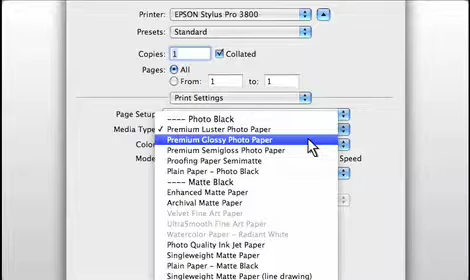 Printer: EPSON Stylus Pro 3800
Presets: Standard
Copies: 1 Collated
Pages: All
From: 1 to: 1
Print Settings
Page Setup
Media Type ✓ Premium Luster Photo Paper
---- Photo Black
Premium Glossy Photo Paper
Premium Semigloss Photo Paper
Proofing Paper Semimatte
Plain Paper - Photo Black
---- Matte Black
Enhanced Matte Paper
Archival Matte Paper
Velvet Fine Art Paper
UltraSmooth Fine Art Paper
Watercolor Paper - Radiant White
Photo Quality Ink Jet Paper
Singleweight Matte Paper
Plain Paper - Matte Black
Singleweight Matte Paper (line drawing)
Color
Mode
Speed